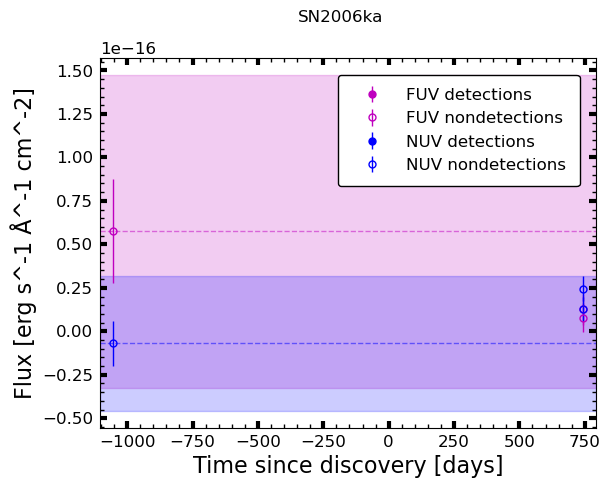 SN2006ka
1e−16
1.50
1.25
1.00
0.75
0.50
0.25
0.00
−0.25
−0.50
Flux [erg s^-1 Å^-1 cm^-2]
FUV detections
FUV nondetections
NUV detections
NUV nondetections
−1000 −750 −500 −250 0 250 500 750
Time since discovery [days]